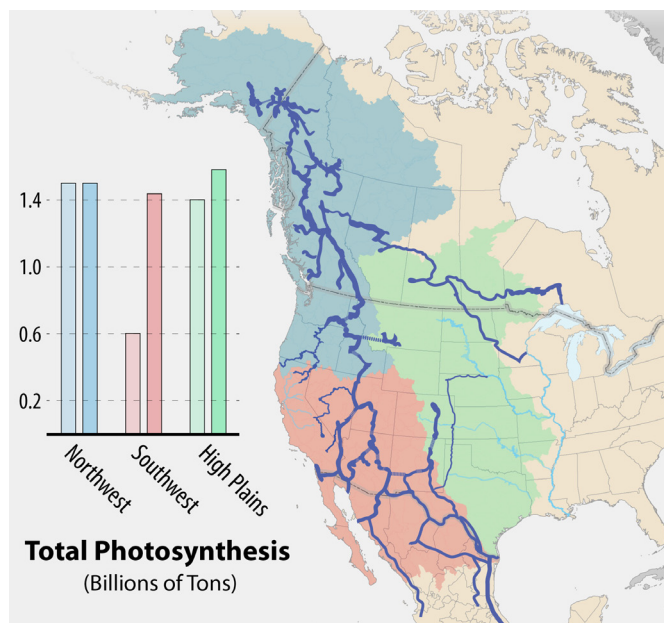 1.4
1.0
0.6
0.2
Northwest
Southwest
High Plains
Total Photosynthesis
(Billions of Tons)